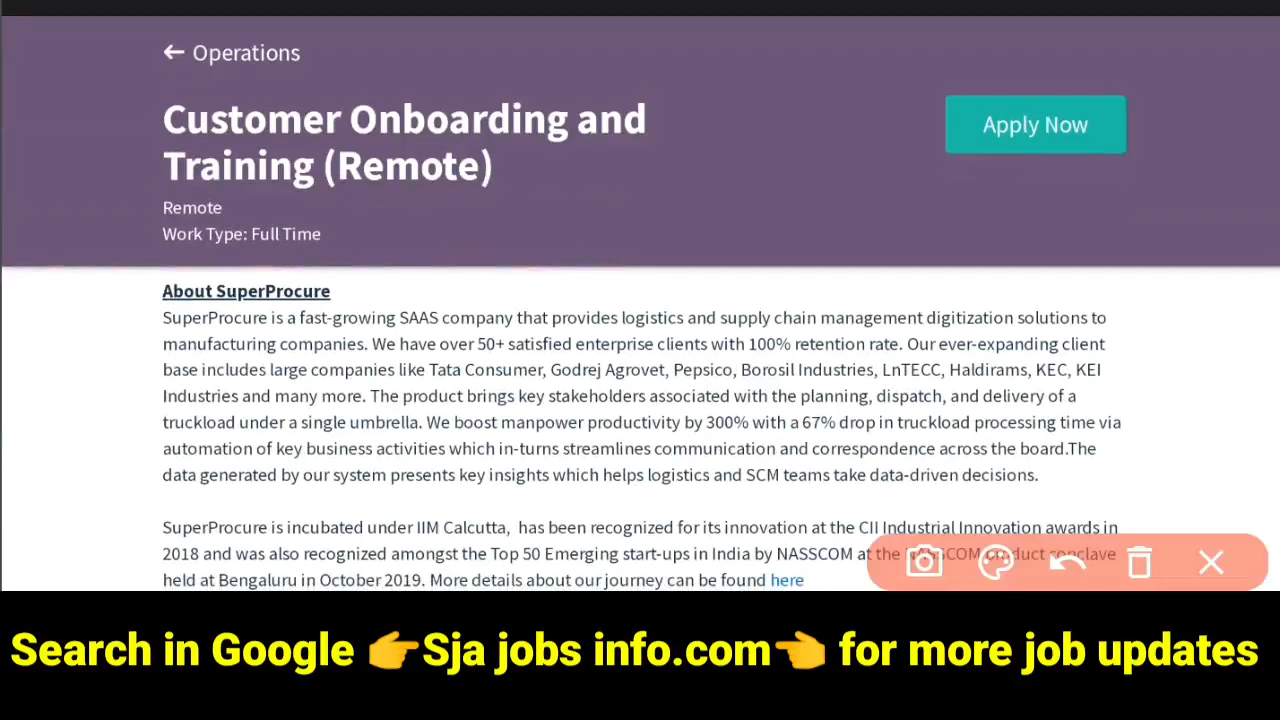 ← Operations
Customer Onboarding and
Training (Remote)
Apply Now
Remote
Work Type: Full Time
About SuperProcure
SuperProcure is a fast-growing SAAS company that provides logistics and supply chain management digitization solutions to
manufacturing companies. We have over 50+ satisfied enterprise clients with 100% retention rate. Our ever-expanding client
base includes large companies like Tata Consumer, Godrej Agrovet, Pepsico, Borosil Industries, LnTECC, Haldirams, KEC, KEI
Industries and many more. The product brings key stakeholders associated with the planning, dispatch, and delivery of a
truckload under a single umbrella. We boost manpower productivity by 300% with a 67% drop in truckload processing time via
automation of key business activities which in-turns streamlines communication and correspondence across the board.The
data generated by our system presents key insights which helps logistics and SCM teams take data-driven decisions.
SuperProcure is incubated under IIM Calcutta, has been recognized for its innovation at the CII Industrial Innovation awards in
2018 and was also recognized amongst the Top 50 Emerging start-ups in India by NASSCOM at the NASSCOM product conclave
held at Bengaluru in October 2019. More details about our journey can be found here
Search in Google 👉Sja jobs info.com👈 for more job updates